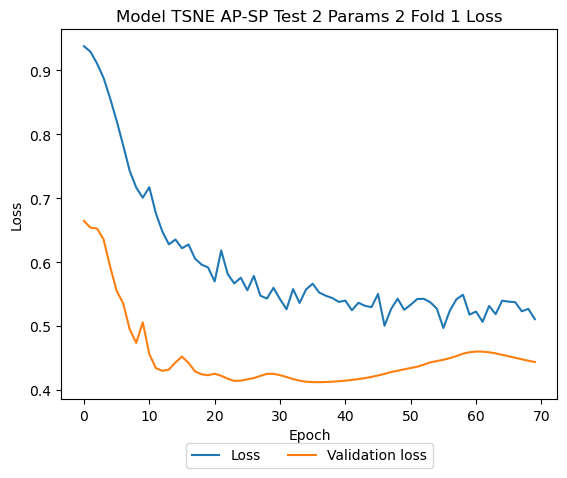 Model TSNE AP-SP Test 2 Params 2 Fold 1 Loss
0.9
0.8
0.7
0.6
0.5
0.4
Loss
0 10 20 30 40 50 60 70
Epoch
Loss Validation loss